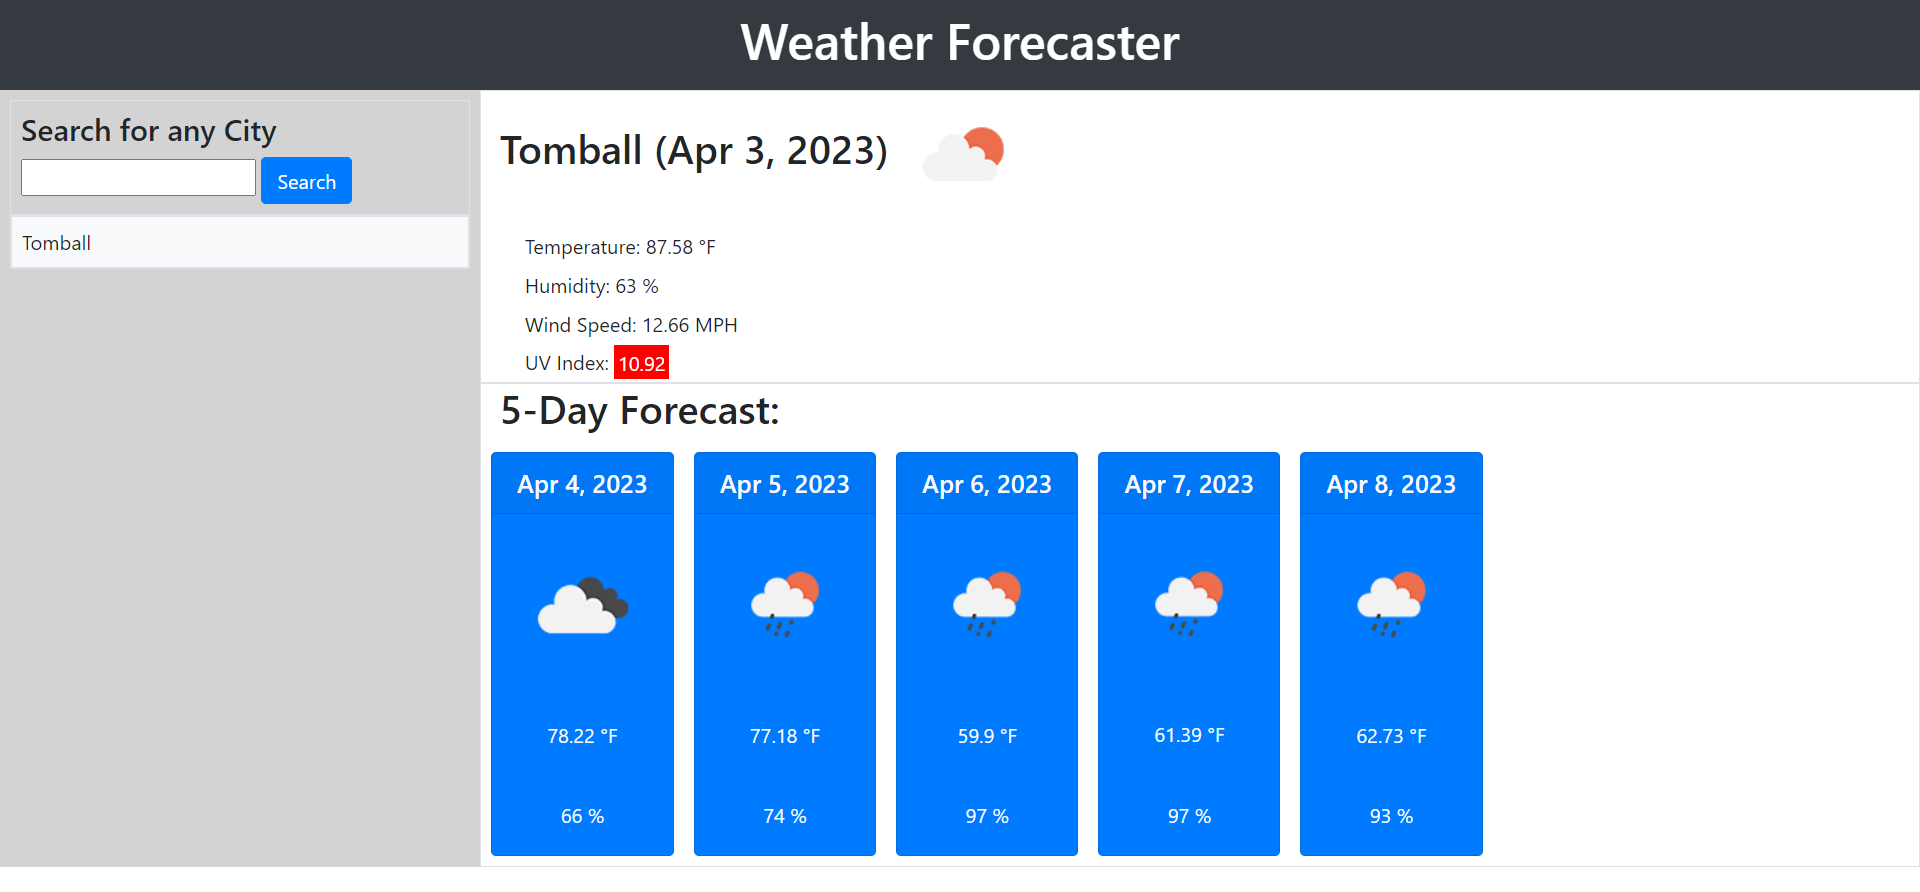 Weather Forecaster
Search for any City
Search
Tomball
Tomball (Apr 3, 2023)
Temperature: 87.58 °F
Humidity: 63 %
Wind Speed: 12.66 MPH
UV Index: 10.92
5-Day Forecast:
Apr 4, 2023
78.22 °F
66 %
Apr 5, 2023
77.18 °F
74 %
Apr 6, 2023
59.9 °F
97 %
Apr 7, 2023
61.39 °F
97 %
Apr 8, 2023
62.73 °F
93 %